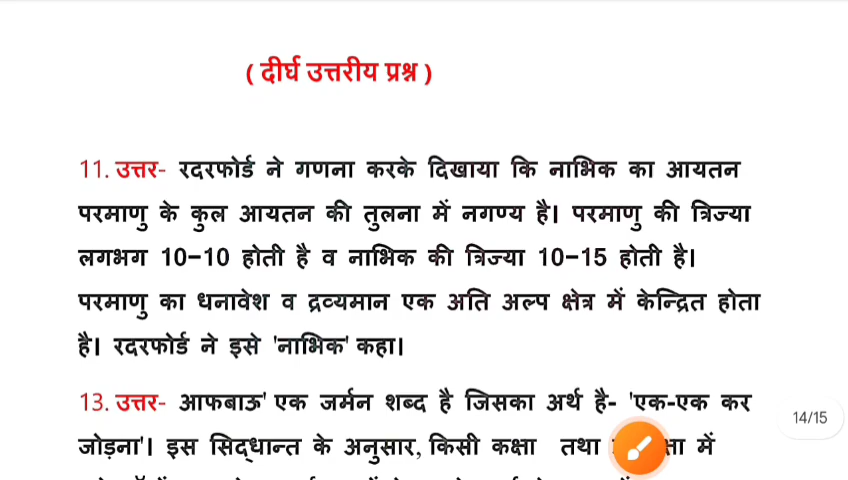 ( दीर्घ उत्तरीय प्रश्न )
11. उत्तर- रदरफोर्ड ने गणना करके दिखाया कि नाभिक का आयतन
परमाणु के कुल आयतन की तुलना में नगण्य है। परमाणु की त्रिज्या
लगभग 10−10 होती है व नाभिक की त्रिज्या 10−15 होती है।
परमाणु का धनावेश व द्रव्यमान एक अति अल्प क्षेत्र में केन्द्रित होता
है। रदरफोर्ड ने इसे 'नाभिक' कहा।
13. उत्तर- आफबाऊ' एक जर्मन शब्द है जिसका अर्थ है- 'एक-एक कर
14/15
जोड़ना'। इस सिद्धान्त के अनुसार, किसी कक्षा तथा में